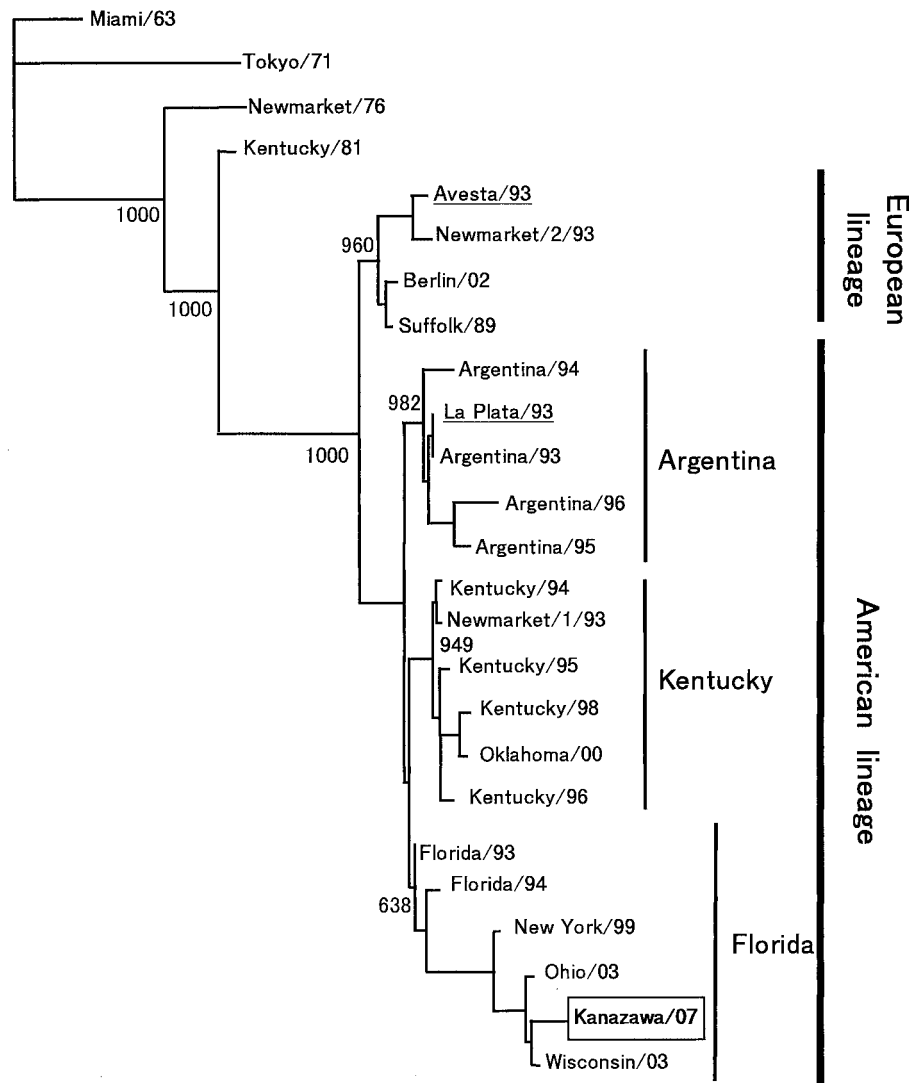 Miami/63
Tokyo/71
Newmarket/76
Kentucky/81
1000
1000
1000
960
Avesta/93
Newmarket/2/93
Berlin/02
Suffolk/89
European
lineage
982
Argentina/94
La Plata/93
Argentina/93
Argentina/96
Argentina/95
Argentina
Kentucky/94
Newmarket/1/93
949
Kentucky/95
Kentucky/98
Oklahoma/00
Kentucky/96
Kentucky
American lineage
Florida/93
638
Florida/94
New York/99
Ohio/03
Kanazawa/07
Wisconsin/03
Florida